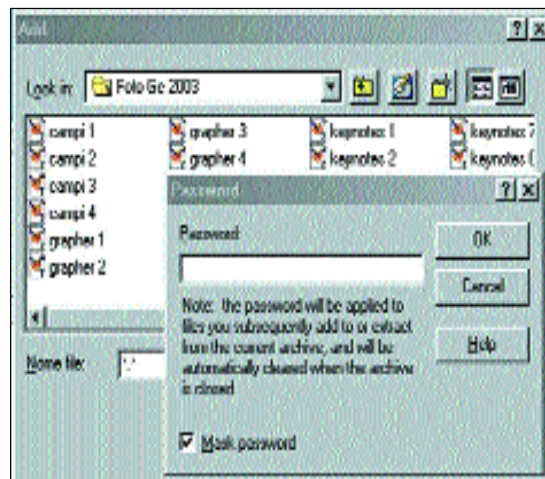 Add
Look in: Foto Ge 2003
campi 1
campi 2
campi 3
campi 4
grapher 1
grapher 2
grapher 3
grapher 4
keynotes 1
keynotes 2
keynotes 7
keynotes
Nome file: *.*
Password
Password:
OK
Cancel
Help
Note: the password will be applied to
files you subsequently add to or extract
from the current archive, and will be
automatically cleared when the archive
is closed
Mask password